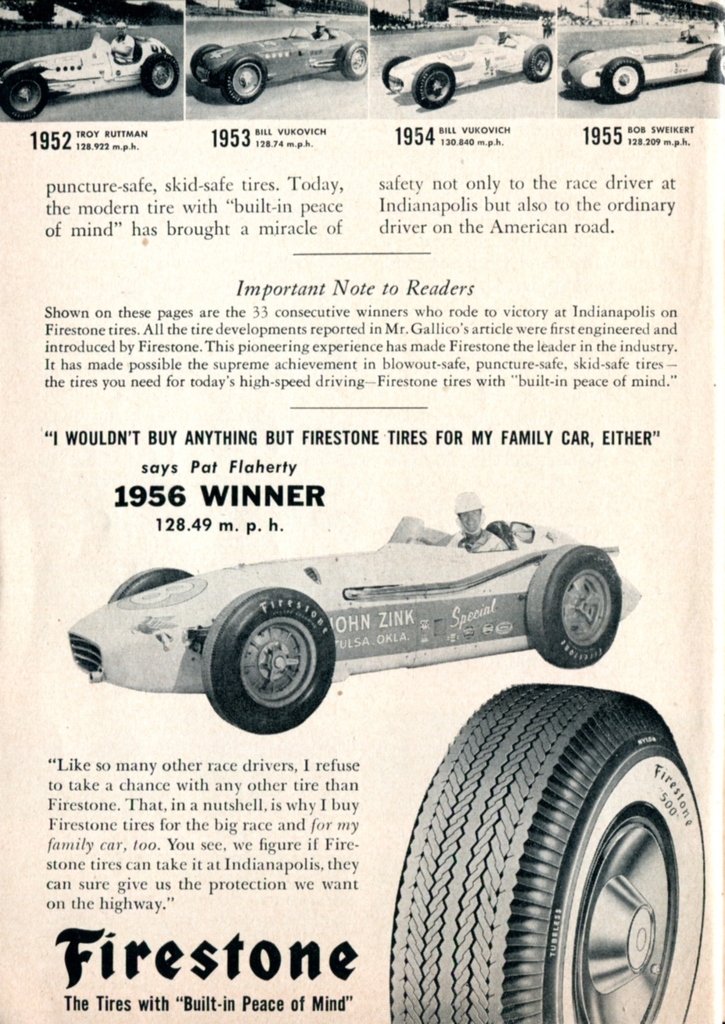 1952 TROY RUTTMAN
128.922 m.p.h.
1953 BILL VUKOVICH
128.74 m.p.h.
1954 BILL VUKOVICH
130.840 m.p.h.
1955 BOB SWEIKERT
128.209 m.p.h.
puncture-safe, skid-safe tires. Today,
the modern tire with "built-in peace
of mind" has brought a miracle of
safety not only to the race driver at
Indianapolis but also to the ordinary
driver on the American road.
Important Note to Readers
Shown on these pages are the 33 consecutive winners who rode to victory at Indianapolis on
Firestone tires. All the tire developments reported in Mr. Gallico's article were first engineered and
introduced by Firestone. This pioneering experience has made Firestone the leader in the industry.
It has made possible the supreme achievement in blowout-safe, puncture-safe, skid-safe tires—
the tires you need for today's high-speed driving—Firestone tires with "built-in peace of mind."
"I WOULDN'T BUY ANYTHING BUT FIRESTONE TIRES FOR MY FAMILY CAR, EITHER"
says Pat Flaherty
1956 WINNER
128.49 m. p. h.
Firestone
JOHN ZINK
TULSA. OKLA.
Special
Firestone
"Like so many other race drivers, I refuse
to take a chance with any other tire than
Firestone. That, in a nutshell, is why I buy
Firestone tires for the big race and for my
family car, too. You see, we figure if Fire-
stone tires can take it at Indianapolis, they
can sure give us the protection we want
on the highway."
NYLON
Firestone
"500"
TUBELESS
Firestone
The Tires with "Built-in Peace of Mind"